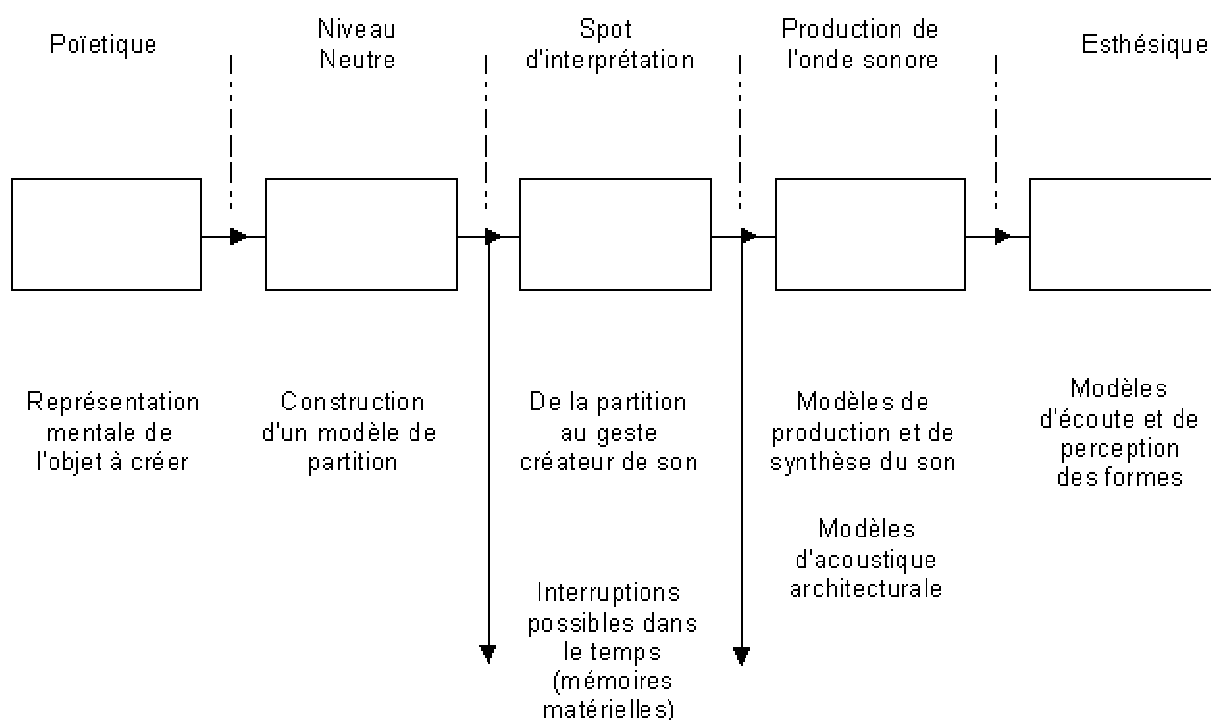 Poïetique
Niveau
Neutre
Spot
d'interprétation
Production de
l'onde sonore
Esthésique
Représentation
mentale de
l'objet à créer
Construction
d'un modèle de
partition
De la partition
au geste
créateur de son
Modèles de
production et de
synthèse du son
Modèles
d'acoustique
architecturale
Modèles
d'écoute et de
perception
des formes
Interruptions
possibles dans
le temps
(mémoires
matérielles)